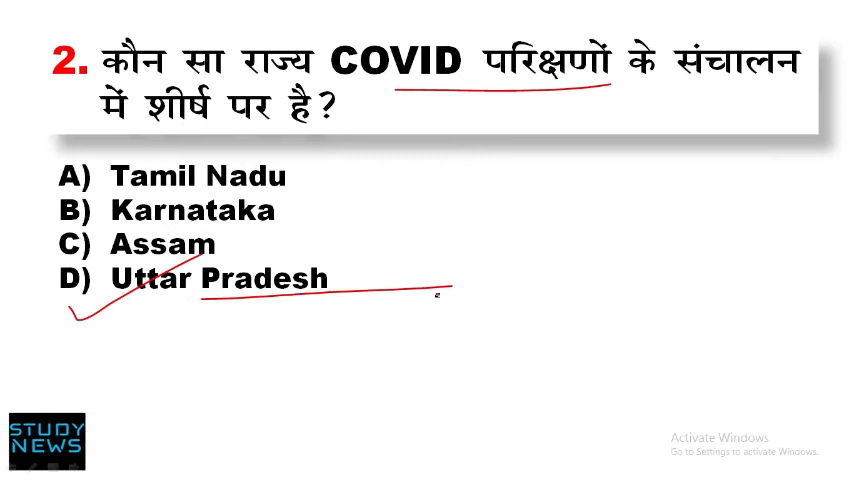 2. कौन सा राज्य COVID परिक्षणों के संचालन
में शीर्ष पर है?
A) Tamil Nadu
B) Karnataka
C) Assam
D) Uttar Pradesh
STUDY
NEWS
Activate Windows
Go to Settings to activate Windows.